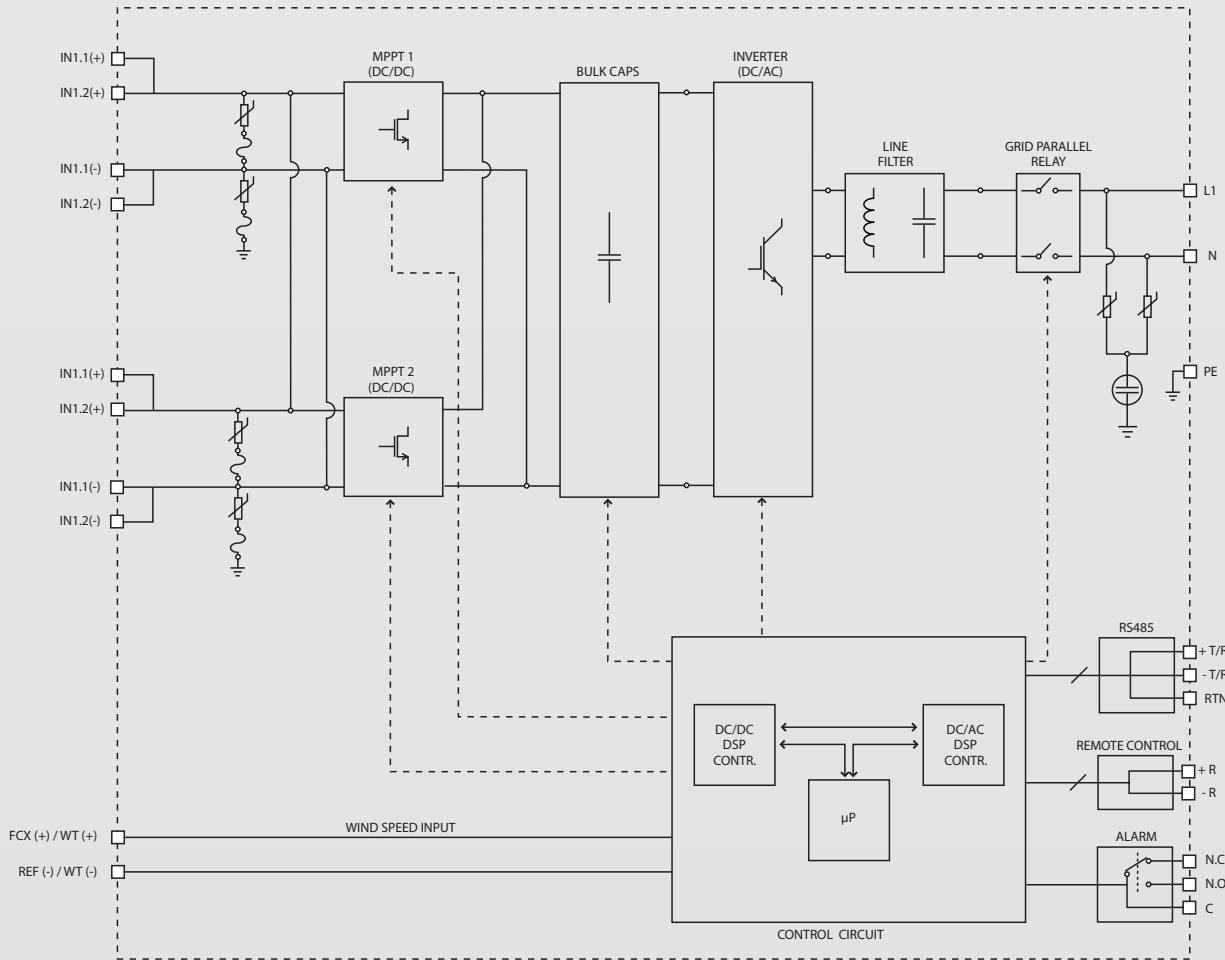 IN1.1(+)
IN1.2(+)
IN1.1(-)
IN1.2(-)
MPPT 1
(DC/DC)
BULK CAPS
INVERTER
(DC/AC)
LINE
FILTER
GRID PARALLEL
RELAY
L1
N
PE
IN1.1(+)
IN1.2(+)
IN1.1(-)
IN1.2(-)
MPPT 2
(DC/DC)
RS485
+ T/R
- T/R
RTN
REMOTE CONTROL
+ R
- R
ALARM
N.C
N.O
C
DC/DC
DSP
CONTR.
DC/AC
DSP
CONTR.
µP
CONTROL CIRCUIT
FCX (+) / WT (+)
WIND SPEED INPUT
REF (-) / WT (-)